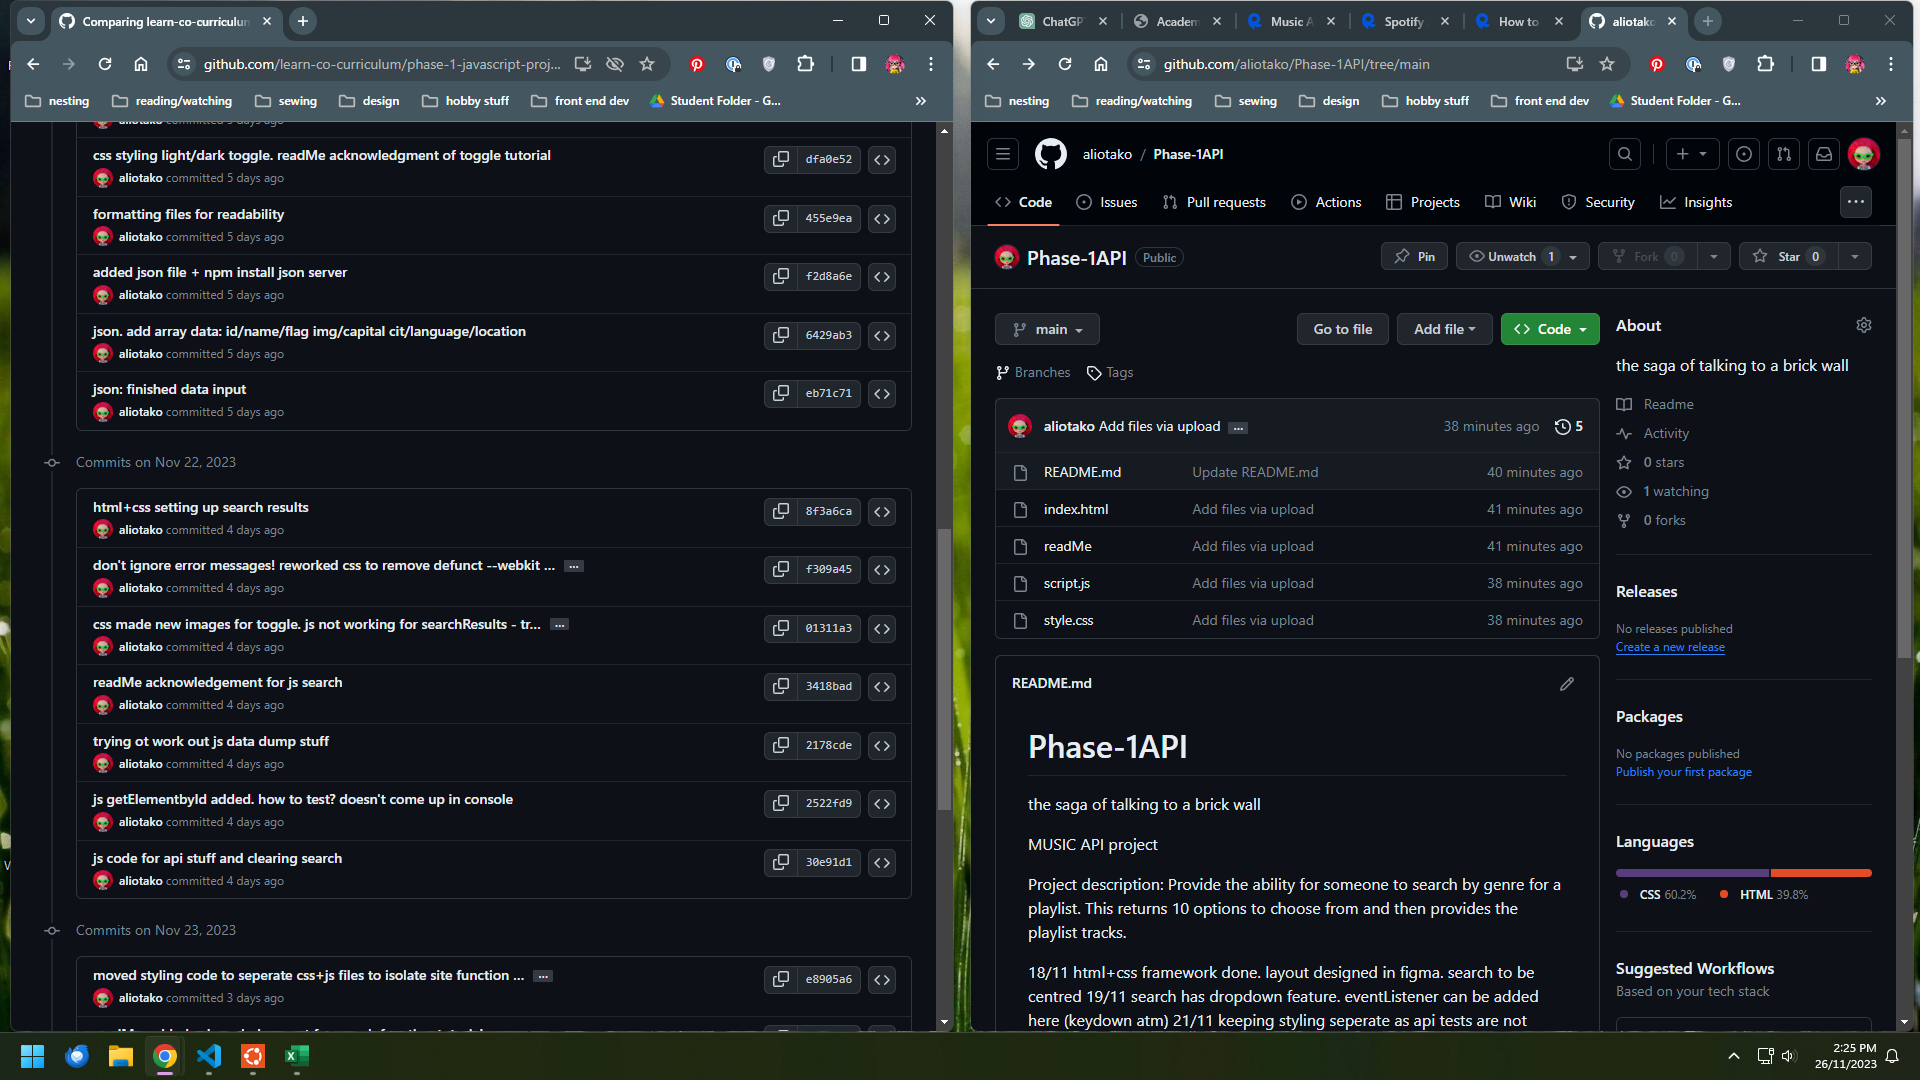 Comparing learn-co-curriculum
github.com/learn-co-curriculum/phase-1-javascript-proj...
nesting
reading/watching
sewing
design
hobby stuff
front end dev
Student Folder - G...
»
aliotako committed 5 days ago
css styling light/dark toggle. readMe acknowledgment of toggle tutorial
dfa0e52
aliotako committed 5 days ago
formatting files for readability
455e9ea
aliotako committed 5 days ago
added json file + npm install json server
f2d8a6e
aliotako committed 5 days ago
json. add array data: id/name/flag img/capital cit/language/location
6429ab3
aliotako committed 5 days ago
json: finished data input
eb71c71
aliotako committed 5 days ago
Commits on Nov 22, 2023
html+css setting up search results
8f3a6ca
aliotako committed 4 days ago
don't ignore error messages! reworked css to remove defunct --webkit ... ...
f309a45
aliotako committed 4 days ago
css made new images for toggle. js not working for searchResults - tr... ...
01311a3
aliotako committed 4 days ago
readMe acknowledgement for js search
3418bad
aliotako committed 4 days ago
trying ot work out js data dump stuff
2178cde
aliotako committed 4 days ago
js getElementbyId added. how to test? doesn't come up in console
2522fd9
aliotako committed 4 days ago
js code for api stuff and clearing search
30e91d1
aliotako committed 4 days ago
Commits on Nov 23, 2023
moved styling code to seperate css+js files to isolate site function ... ...
e8905a6
aliotako committed 3 days ago
ChatGP
Academ
Music A
Spotify
How to
aliotako
github.com/aliotako/Phase-1API/tree/main
nesting
reading/watching
sewing
design
hobby stuff
front end dev
Student Folder - G...
»
aliotako / Phase-1API
Code
Issues
Pull requests
Actions
Projects
Wiki
Security
Insights
...
Phase-1API
Public
Pin
Unwatch 1
Fork 0
Star 0
main
Go to file
Add file
<> Code
Branches
Tags
aliotako Add files via upload ...
38 minutes ago
5
README.md Update README.md 40 minutes ago
index.html Add files via upload 41 minutes ago
readMe Add files via upload 41 minutes ago
script.js Add files via upload 38 minutes ago
style.css Add files via upload 38 minutes ago
README.md
Phase-1API
the saga of talking to a brick wall
MUSIC API project
Project description: Provide the ability for someone to search by genre for a
playlist. This returns 10 options to choose from and then provides the
playlist tracks.
18/11 html+css framework done. layout designed in figma. search to be
centred 19/11 search has dropdown feature. eventListener can be added
here (keydown atm) 21/11 keeping styling seperate as api tests are not
About
the saga of talking to a brick wall
Readme
Activity
0 stars
1 watching
0 forks
Releases
No releases published
Create a new release
Packages
No packages published
Publish your first package
Languages
CSS 60.2%
HTML 39.8%
Suggested Workflows
Based on your tech stack
2:25 PM
26/11/2023